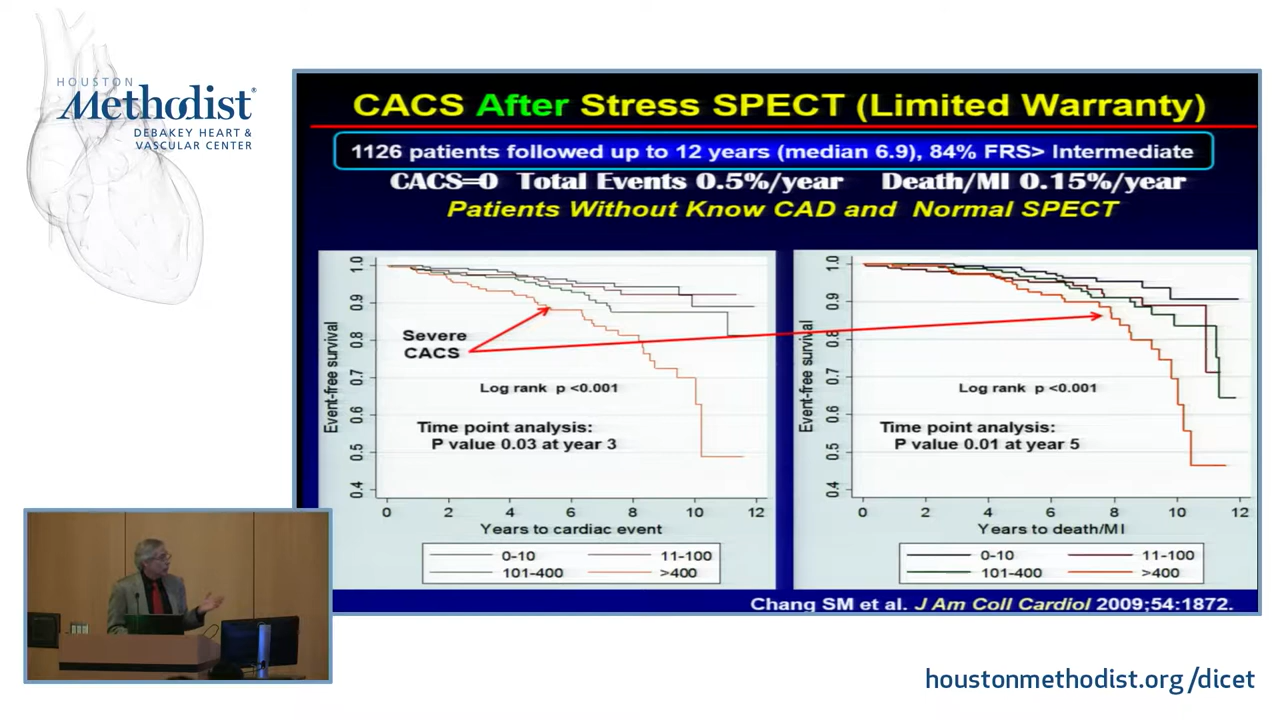 HOUSTON
Methodist®
DEBAKEY HEART &
VASCULAR CENTER
CACS After Stress SPECT (Limited Warranty)
1126 patients followed up to 12 years (median 6.9), 84% FRS> Intermediate
CACS=0 Total Events 0.5%/year Death/MI 0.15%/year
Patients Without Know CAD and Normal SPECT
Event-free survival
1.0
0.9
0.8
0.7
0.6
0.5
0.4
Severe
CACS
Log rank p <0.001
Time point analysis:
P value 0.03 at year 3
0 2 4 6 8 10 12
Years to cardiac event
0-10 11-100
101-400 >400
Event-free survival
1.0
0.9
0.8
0.7
0.6
0.5
0.4
Log rank p <0.001
Time point analysis:
P value 0.01 at year 5
0 2 4 6 8 10 12
Years to death/MI
0-10 11-100
101-400 >400
Chang SM et al. J Am Coll Cardiol 2009;54:1872.
houstonmethodist.org/dicet